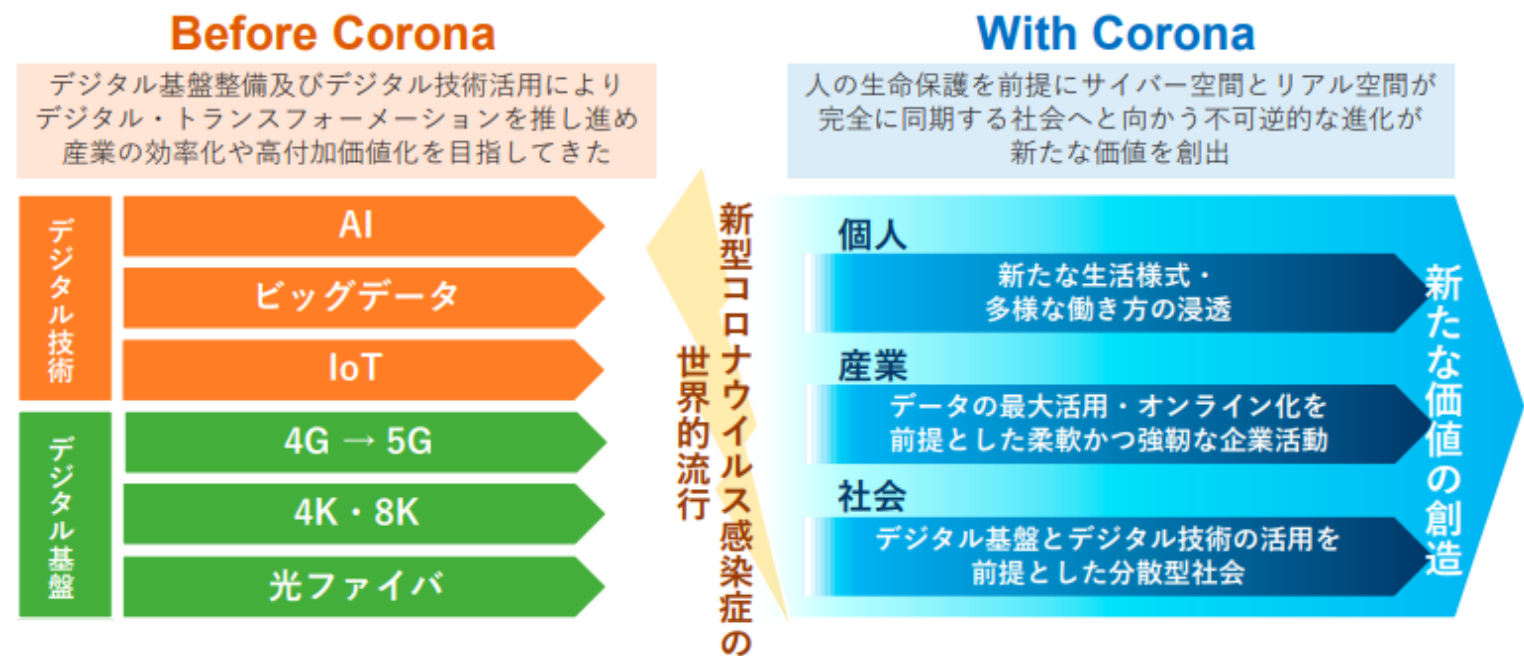 Before Corona
デジタル基盤整備及びデジタル技術活用により
デジタル・トランスフォーメーションを推し進め
産業の効率化や高付加価値化を目指してきた
デジタル技術
AI
ビッグデータ
IoT
デジタル基盤
4G → 5G
4K・8K
光ファイバ
新型コロナウイルス感染症の
世界的流行
With Corona
人の生命保護を前提にサイバー空間とリアル空間が
完全に同期する社会へと向かう不可逆的な進化が
新たな価値を創出
個人
新たな生活様式・
多様な働き方の浸透
産業
データの最大活用・オンライン化を
前提とした柔軟かつ強靭な企業活動
社会
デジタル基盤とデジタル技術の活用を
前提とした分散型社会
新たな価値の創造